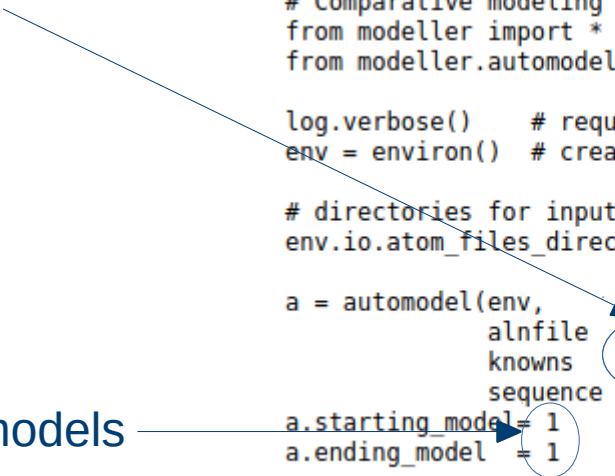 # Comparative modeling
from modeller import *
from modeller.automodel
log.verbose() # requ
env = environ() # crea
# directories for input
env.io.atom_files_direc
a = automodel(env,
alnfile
knowns
sequence
models
a.starting_model= 1
a.ending_model = 1